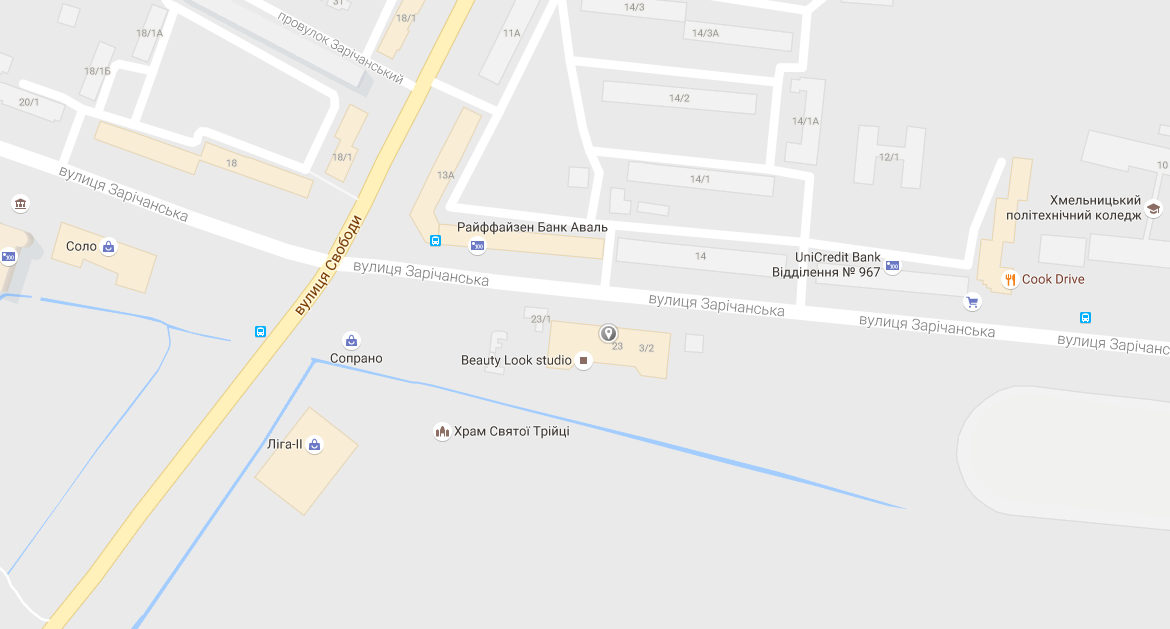 31
14/3
18/1
провулок Зарічанський
18/1А
11А
14/3А
18/1Б
20/1
14/2
14/1А
18
18/1
13А
12/1
10
14/1
вулиця Зарічанська
Хмельницький
політехнічний коледж
Райффайзен Банк Аваль
Соло
вулиця Свободи
14
UniCredit Bank
Відділення № 967
вулиця Зарічанська
Cook Drive
вулиця Зарічанська
вулиця Зарічанська
вулиця Зарічанс
23/1
23
3/2
Сопрано
Beauty Look studio
Ліга-ІІ
Храм Святої Трійці